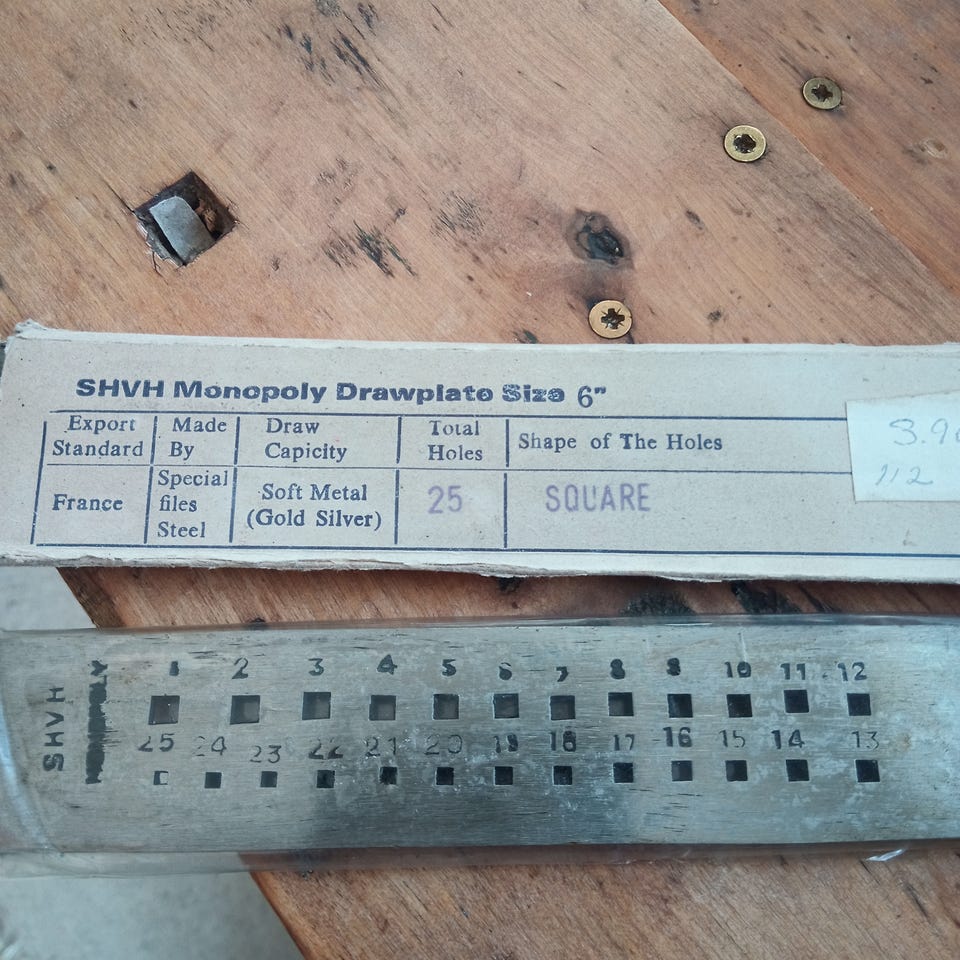 SHVH Monopoly Drawplate Size 6"
Export Standard
Made By
Draw Capicity
Total Holes
Shape of The Holes
France
Special files Steel
Soft Metal (Gold Silver)
25
SQUARE
112
SHVH
MONOPOLY
1 2 3 4 5 6 7 8 9 10 11 12
25 24 23 22 21 20 19 18 17 16 15 14 13